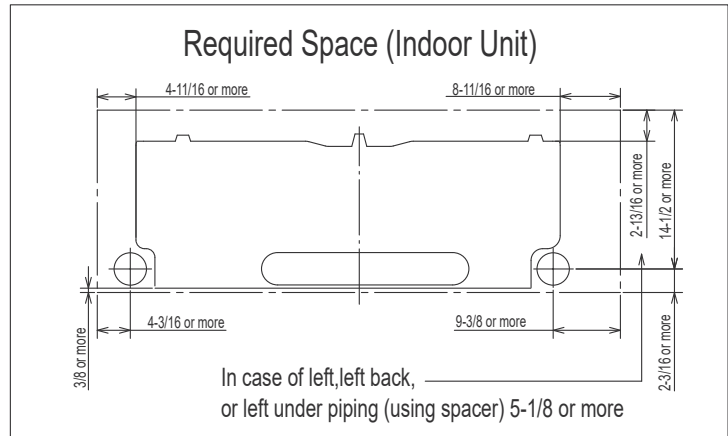 Required Space (Indoor Unit)
4-11/16 or more
8-11/16 or more
2-13/16 or more
14-1/2 or more
3/8 or more
4-3/16 or more
9-3/8 or more
2-3/16 or more
In case of left,left back,
or left under piping (using spacer) 5-1/8 or more